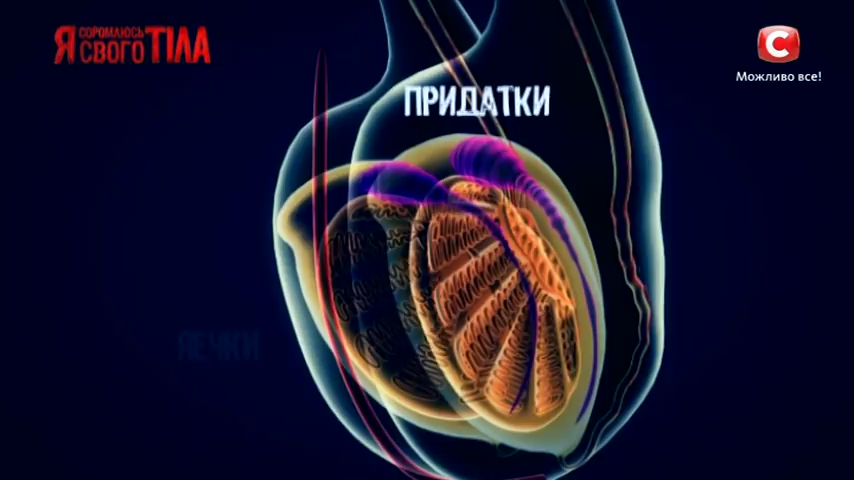 Я СОРОМЛЮСЬ СВОГО ТІЛА
С
Можливо все!
ПРИДАТКИ
ЯЄЧКИ